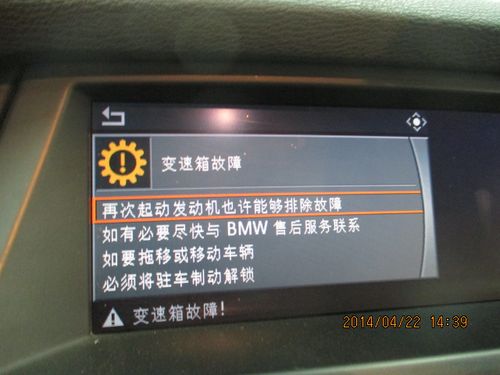 变速箱故障
再次起动发动机也许能够排除故障
如有必要尽快与 BMW 售后服务联系
如要拖移或移动车辆
必须将驻车制动解锁
变速箱故障!
2014/04/22 14:39